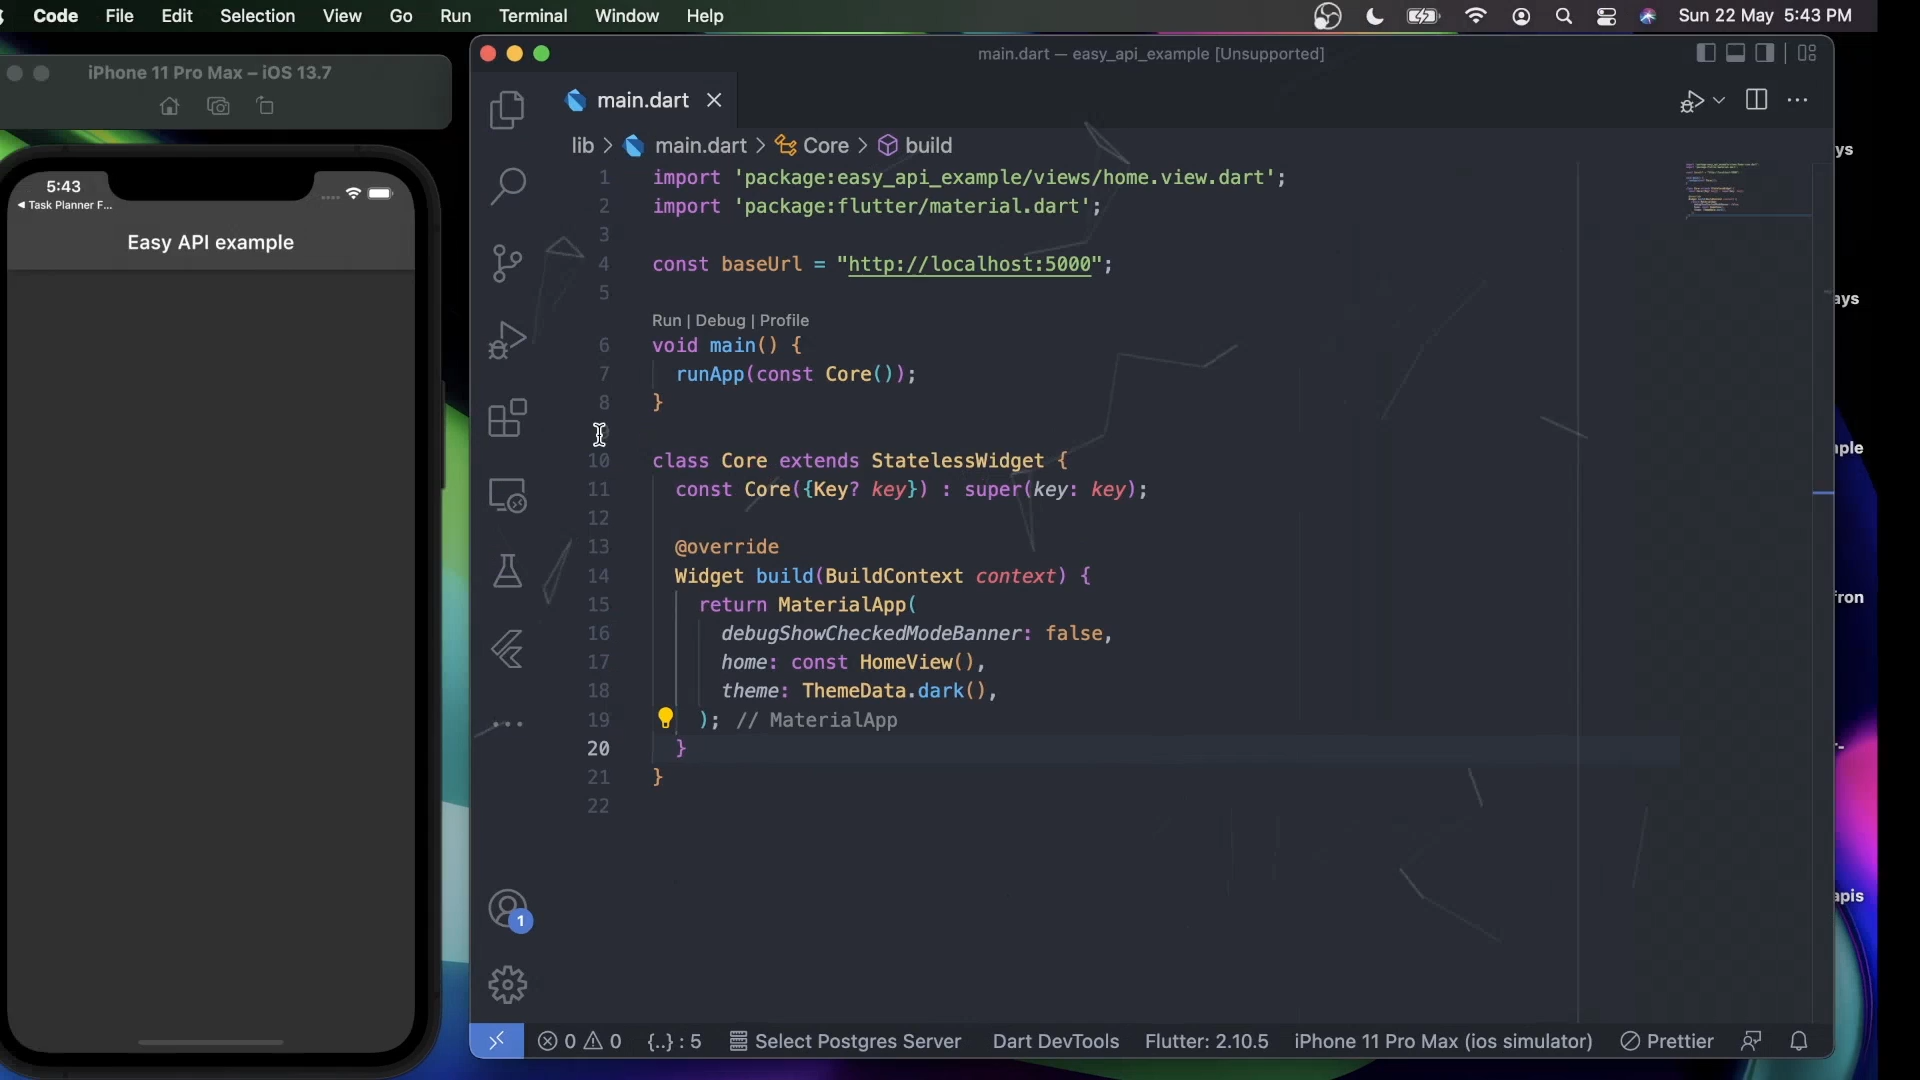 Code File Edit Selection View Go Run Terminal Window Help Sun 22 May 5:43 PM
iPhone 11 Pro Max – iOS 13.7
5:43
◀ Task Planner F...
Easy API example
main.dart — easy_api_example [Unsupported]
main.dart
lib > main.dart > Core > build
1 import 'package:easy_api_example/views/home.view.dart';
2 import 'package:flutter/material.dart';
3
4 const baseUrl = "http://localhost:5000";
5
Run | Debug | Profile
6 void main() {
7 runApp(const Core());
8 }
10 class Core extends StatelessWidget {
11 const Core({Key? key}) : super(key: key);
12
13 @override
14 Widget build(BuildContext context) {
15 return MaterialApp(
16 debugShowCheckedModeBanner: false,
17 home: const HomeView(),
18 theme: ThemeData.dark(),
19 ); // MaterialApp
20 }
21 }
22
1
0 0 {..} : 5 Select Postgres Server Dart DevTools Flutter: 2.10.5 iPhone 11 Pro Max (ios simulator) Prettier
ys
ays
ple
fron
r-
apis